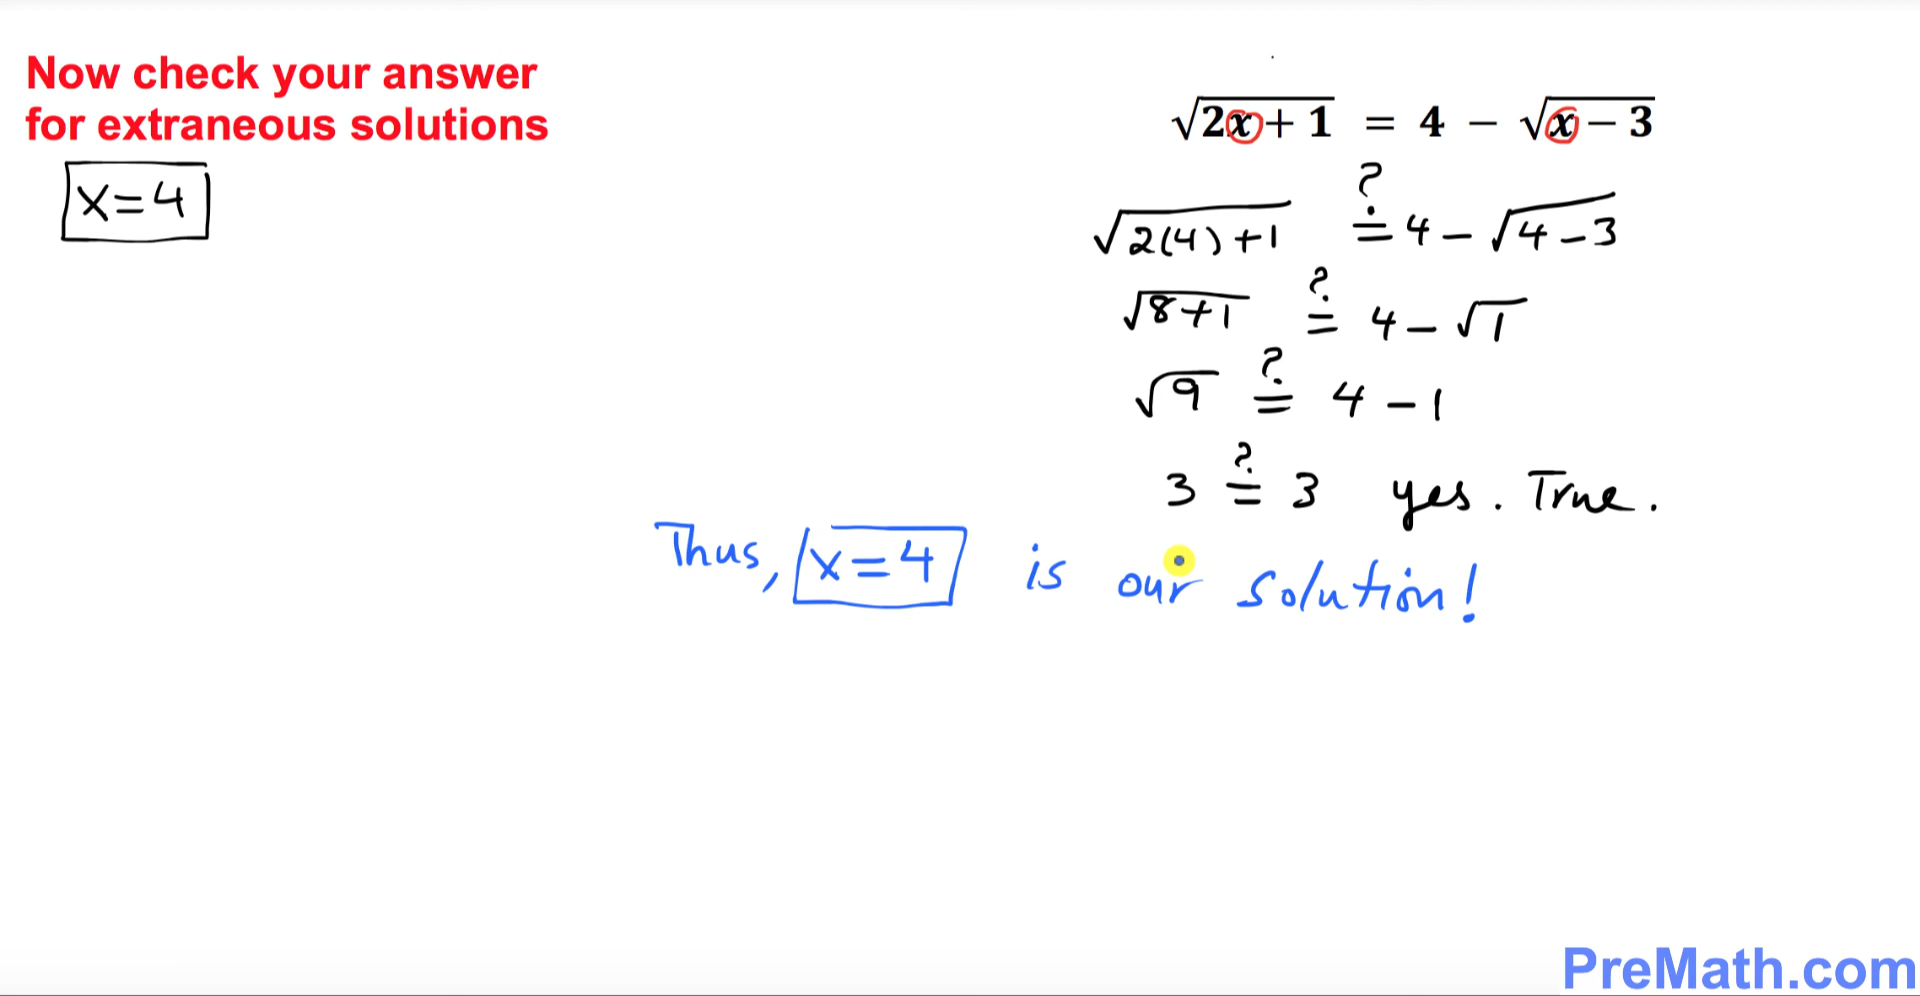 Now check your answer
for extraneous solutions
x=4
√2x+1 = 4 − √x−3
√2(4)+1 ≟ 4−√4−3
√8+1 ≟ 4−√1
√9 ≟ 4−1
3 ≟ 3 yes. True.
Thus, x=4 is our solution!
PreMath.com